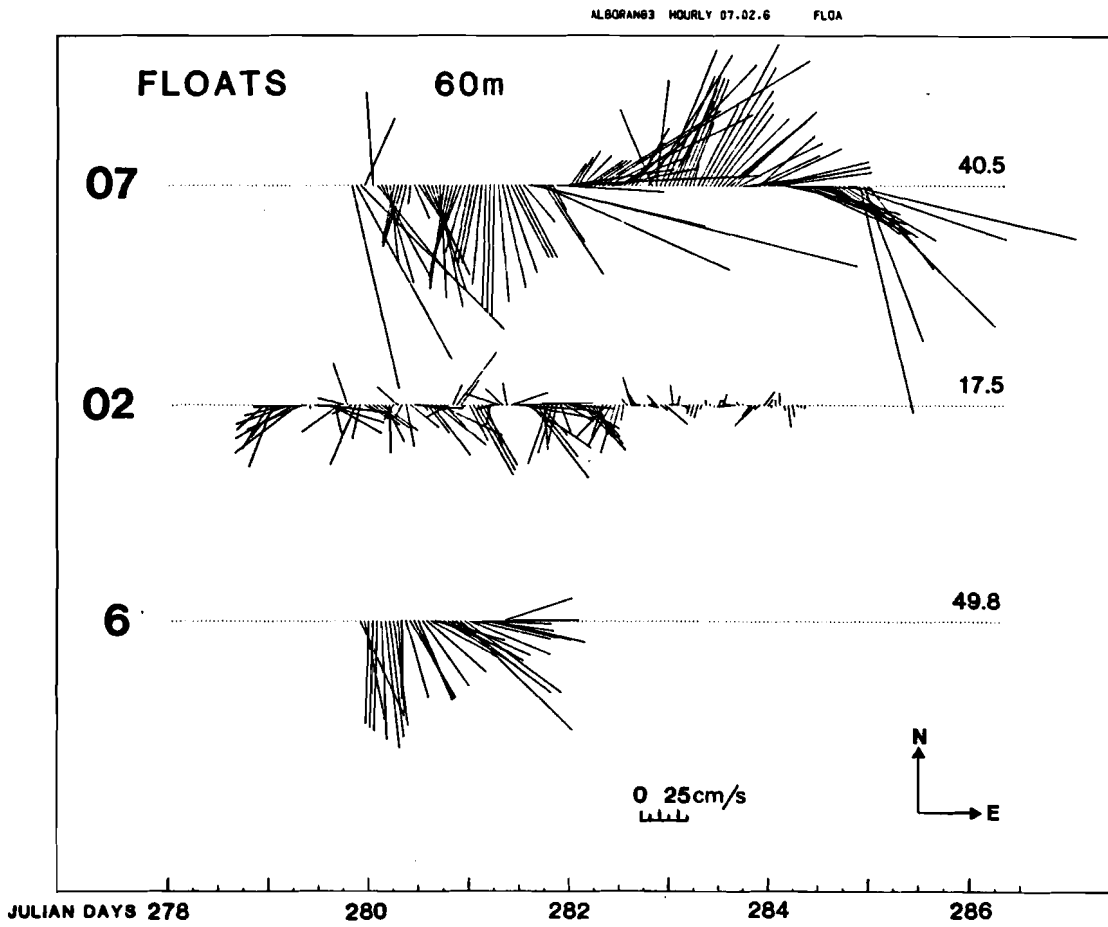 ALBORAN83 HOURLY 07.02.6 FLOA
FLOATS 60m
07 40.5
02 17.5
6 49.8
N
E
0 25cm/s
JULIAN DAYS 278 280 282 284 286